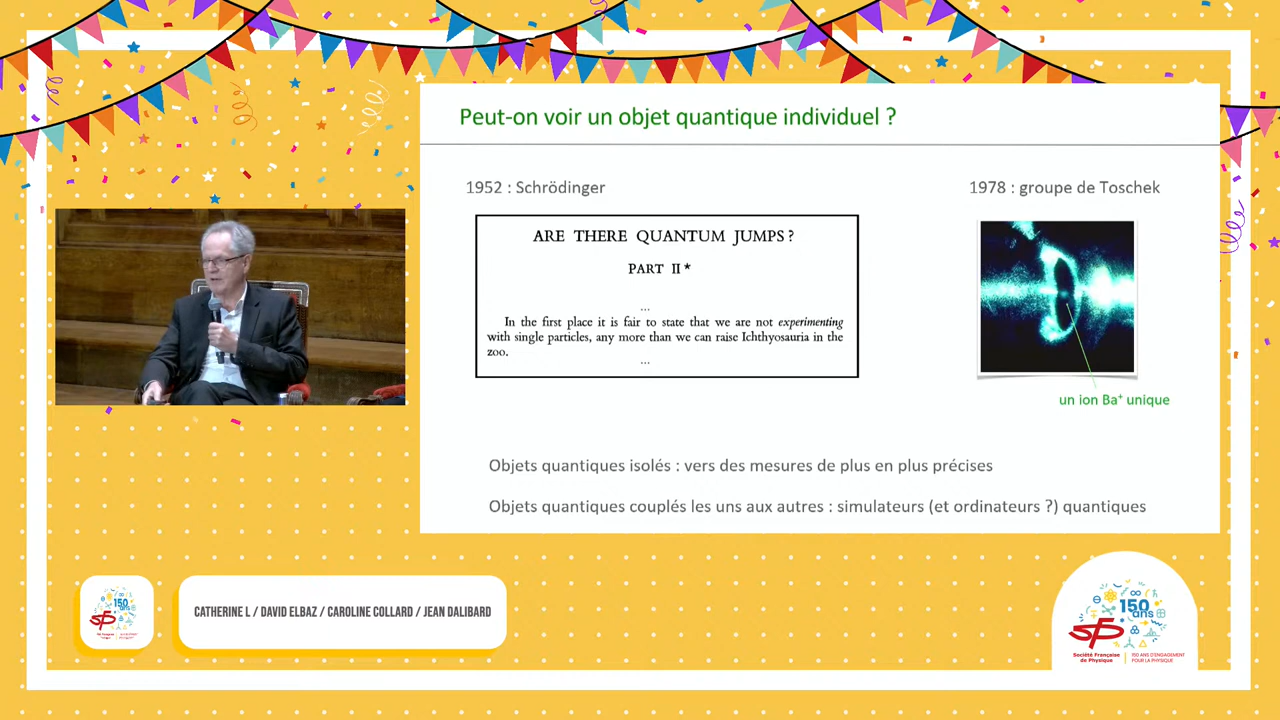 Peut-on voir un objet quantique individuel ?
1952 : Schrödinger
1978 : groupe de Toschek
ARE THERE QUANTUM JUMPS?
PART II *
...
In the first place it is fair to state that we are not experimenting
with single particles, any more than we can raise Ichthyosauria in the
zoo.
...
un ion Ba⁺ unique
Objets quantiques isolés : vers des mesures de plus en plus précises
Objets quantiques couplés les uns aux autres : simulateurs (et ordinateurs ?) quantiques
150
ans
sfp
CATHERINE L / DAVID ELBAZ / CAROLINE COLLARD / JEAN DALIBARD
150
ans
sfp
Société Française
de Physique
150 ANS D'ENGAGEMENT
POUR LA PHYSIQUE